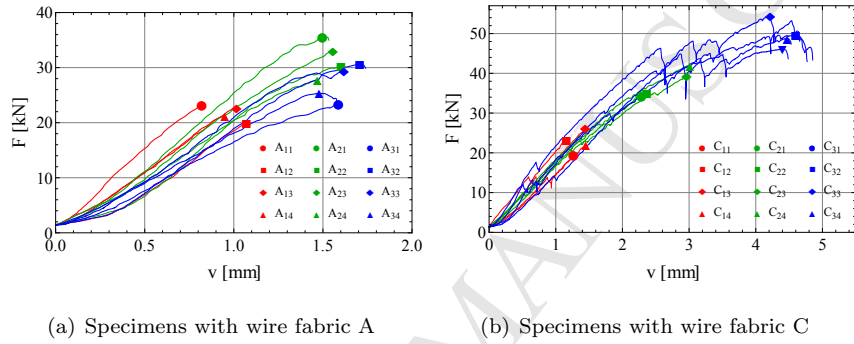 40
30
20
10
0
F [kN]
0.0 0.5 1.0 1.5 2.0
v [mm]
A11 A21 A31
A12 A22 A32
A13 A23 A33
A14 A24 A34
(a) Specimens with wire fabric A
60
50
40
30
20
10
0
F [kN]
0 1 2 3 4 5
v [mm]
C11 C21 C31
C12 C22 C32
C13 C23 C33
C14 C24 C34
(b) Specimens with wire fabric C
MANUSC